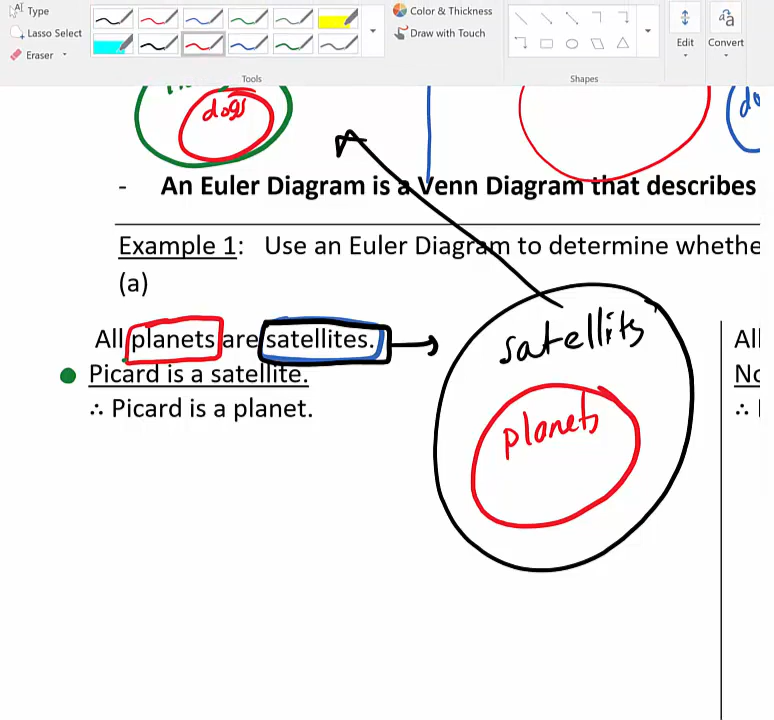 Type
Lasso Select
Eraser
Color & Thickness
Draw with Touch
Edit
Convert
Tools
Shapes
dogs
do
- An Euler Diagram is a Venn Diagram that describes
Example 1: Use an Euler Diagram to determine whethe
(a)
All planets are satellites.
Picard is a satellite.
∴ Picard is a planet.
satellits
planets
All
No
∴